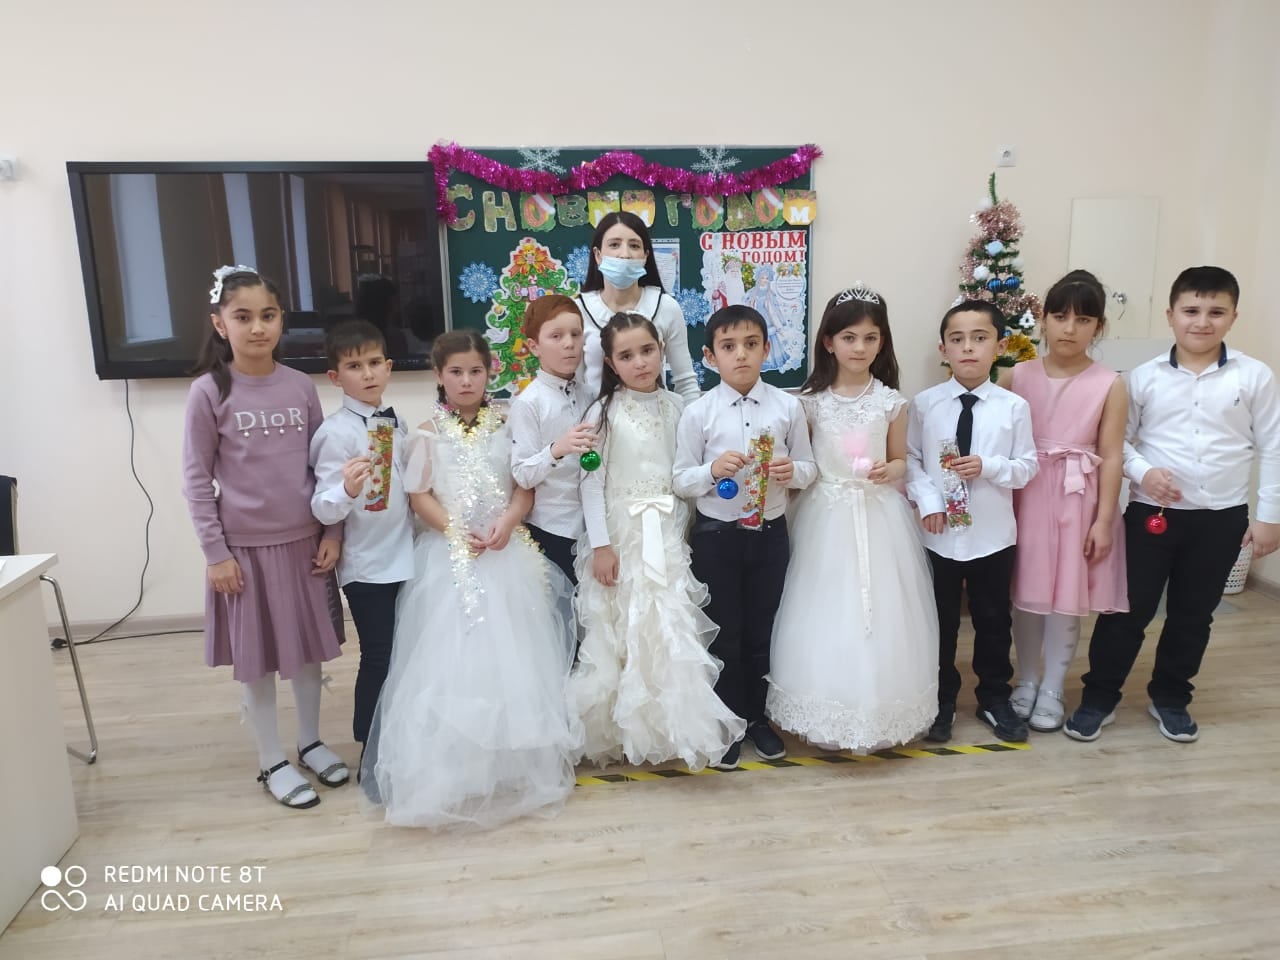 С НОВЫМ ГОДОМ
С НОВЫМ
ГОДОМ!
DioR
REDMI NOTE 8T
AI QUAD CAMERA